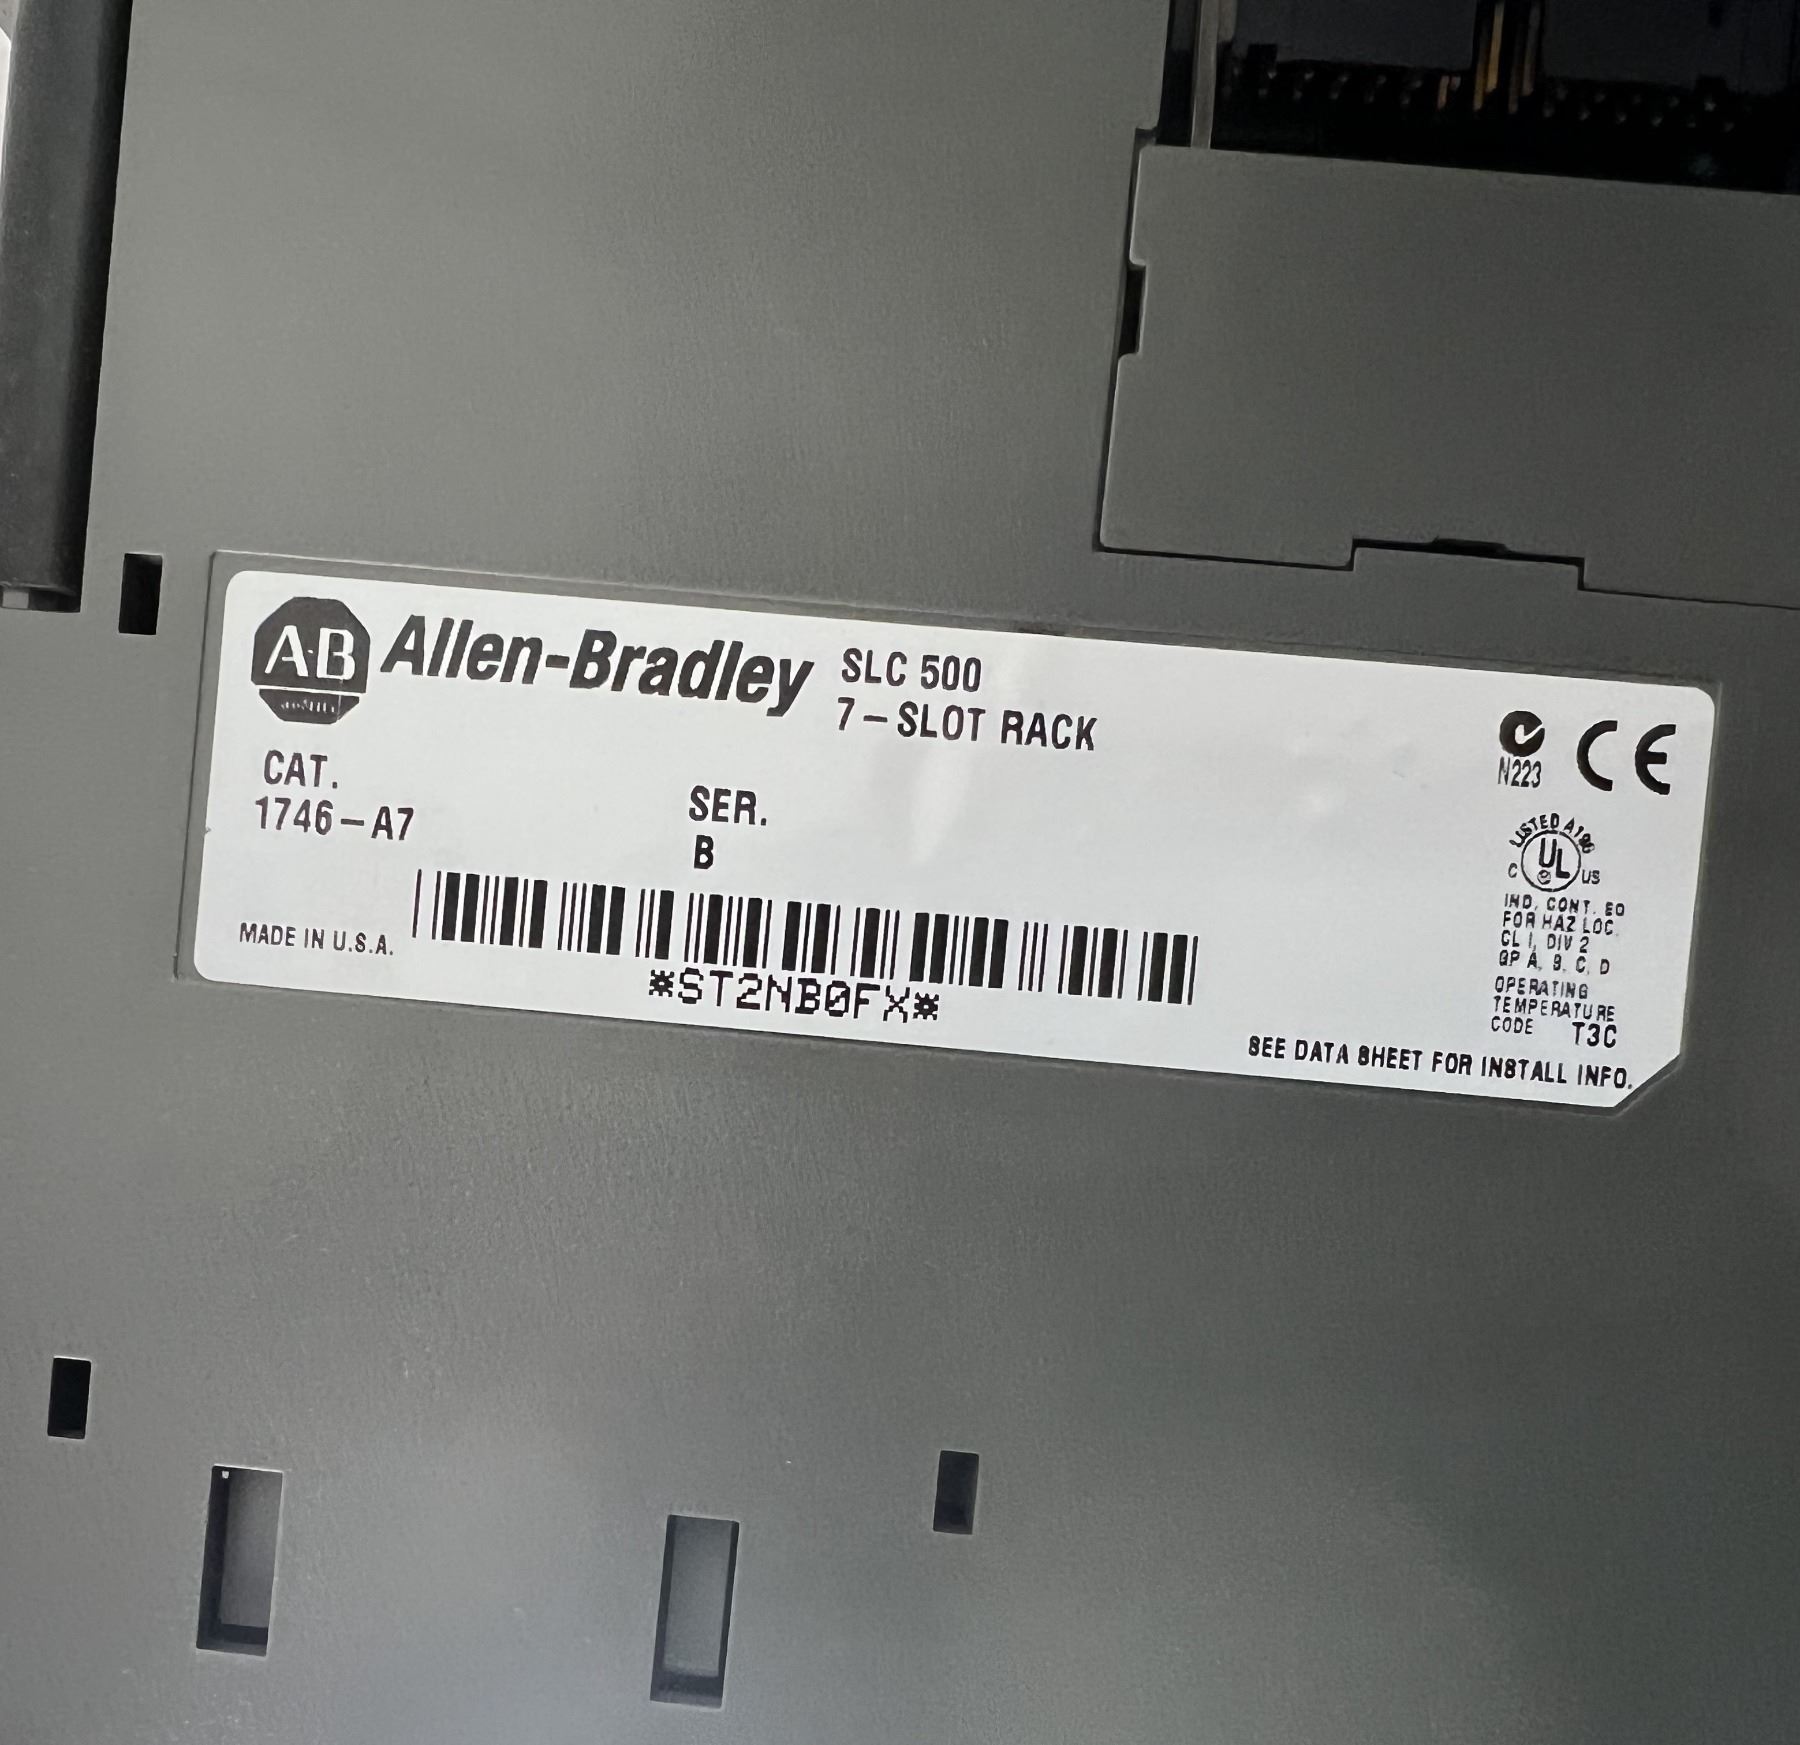 A·B Allen-Bradley
SLC 500
7-SLOT RACK
CAT.
1746-A7
SER.
B
MADE IN U.S.A.
*ST2NB0FX*
N223
CE
LISTED A196
C UL US
IND. CONT. EQ
FOR HAZ LOC.
CL I, DIV 2
GP A, B, C, D
OPERATING
TEMPERATURE
CODE T3C
SEE DATA SHEET FOR INSTALL INFO.